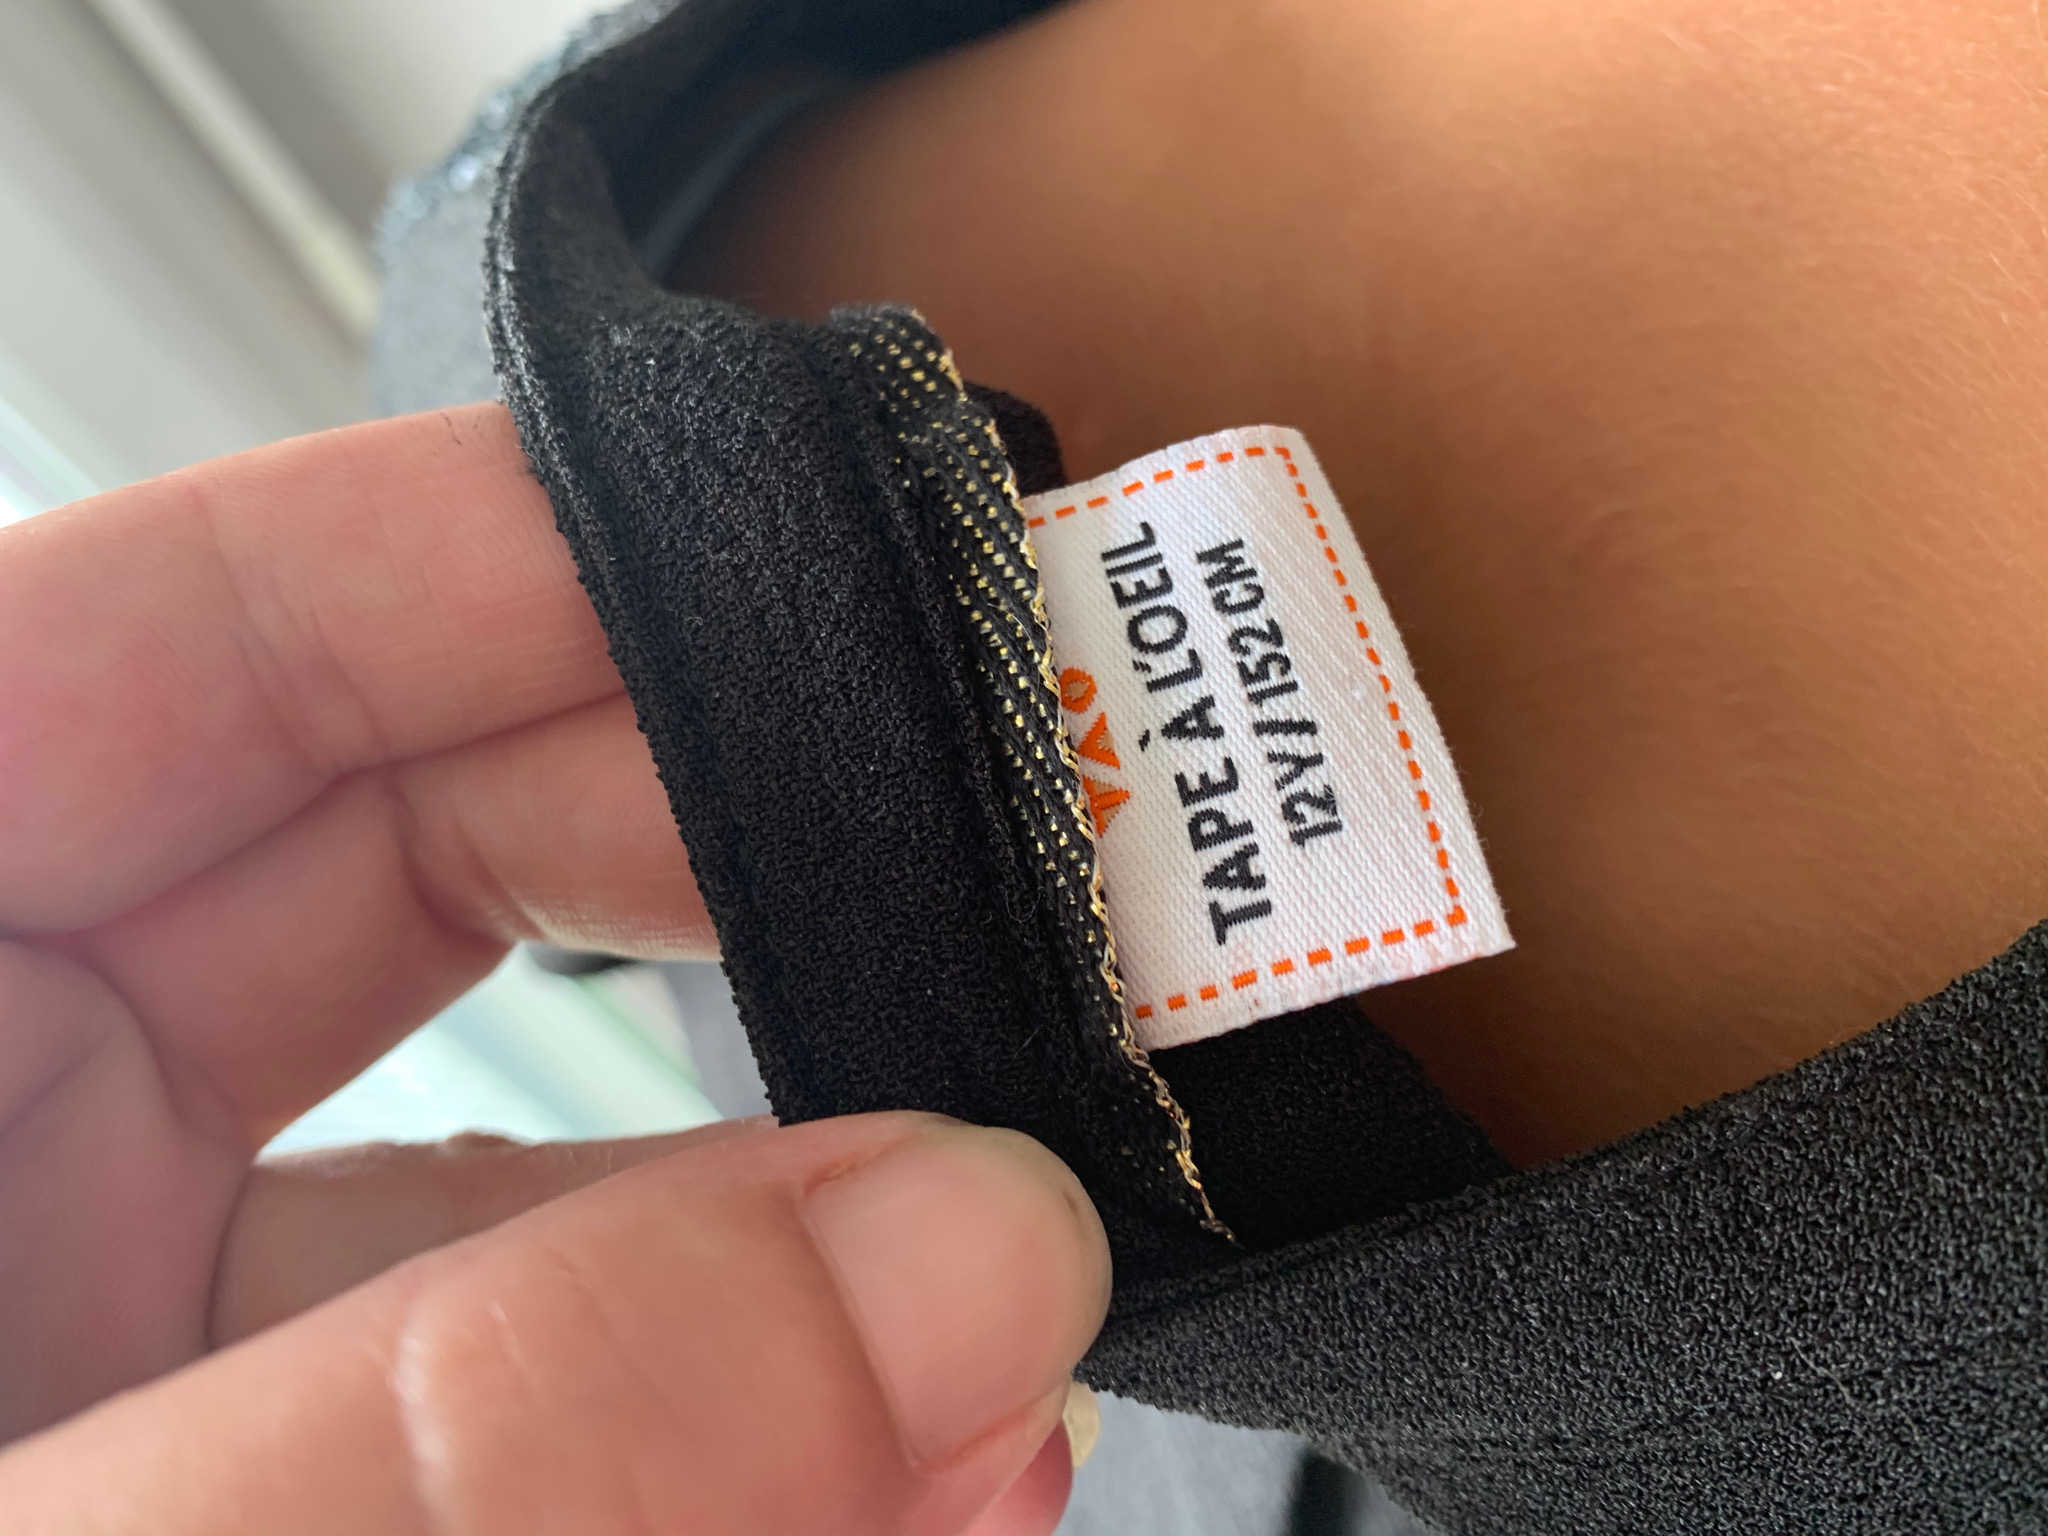 TAO
TAPE À L'OEIL
12Y/152CM